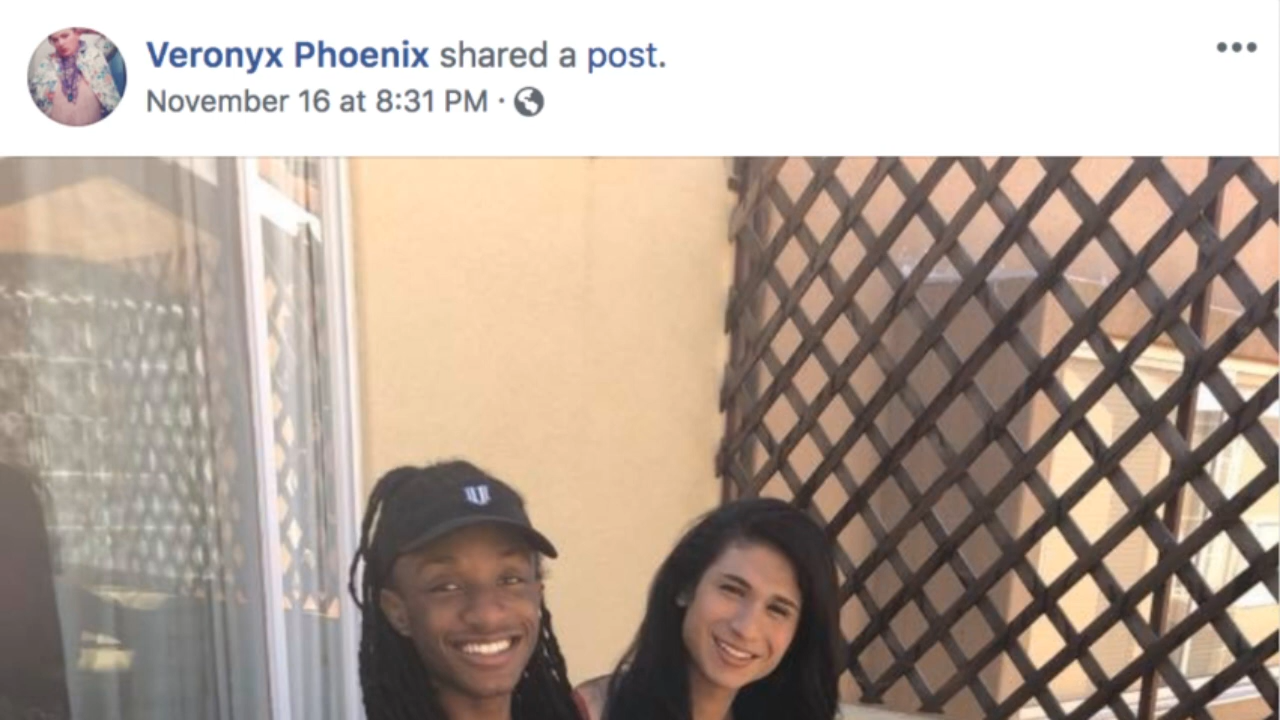 Veronyx Phoenix shared a post.
November 16 at 8:31 PM ·